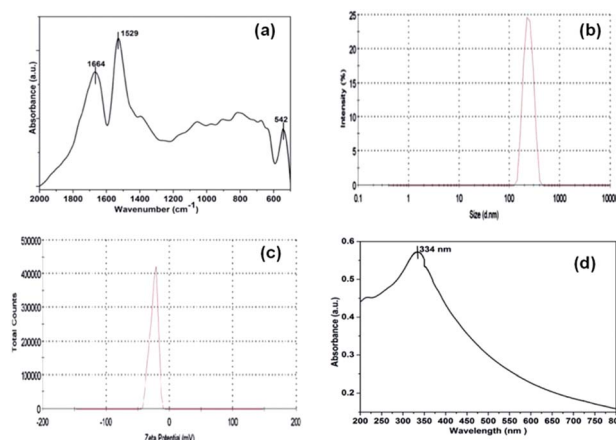 (a)
1529
1664
542
Absorbance (a.u.)
2000 1800 1600 1400 1200 1000 800 600
Wavenumber (cm-1)
(b)
25
20
15
10
5
0
Intensity (%)
0.1 1 10 100 1000 1000
Size (d.nm)
(c)
500000
400000
300000
200000
100000
0
Total Counts
-200 -100 0 100 200
Zeta Potential (mV)
(d)
334 nm
0.6
0.5
0.4
0.3
0.2
Absorbance (a.u.)
200 250 300 350 400 450 500 550 600 650 700 750 800
Wavelength (nm )